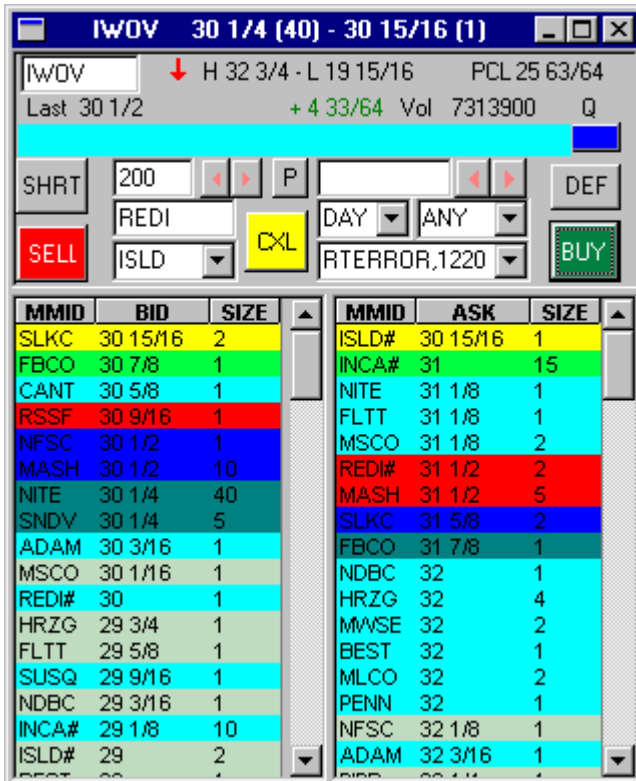 IWOV 30 1/4 (40) - 30 15/16 (1)
IWOV H 32 3/4 - L 19 15/16 PCL 25 63/64
Last 30 1/2 + 4 33/64 Vol 7313900 Q
SHRT 200 P DEF
REDI CXL DAY ANY
SELL ISLD RTERROR,1220 BUY
MMID BID SIZE MMID ASK SIZE
SLKC 30 15/16 2 ISLD# 30 15/16 1
FBCO 30 7/8 1 INCA# 31 15
CANT 30 5/8 1 NITE 31 1/8 1
RSSF 30 9/16 1 FLTT 31 1/8 1
NFSC 30 1/2 1 MSCO 31 1/8 2
MASH 30 1/2 10 REDI# 31 1/2 2
NITE 30 1/4 40 MASH 31 1/2 5
SNDV 30 1/4 5 SLKC 31 5/8 2
ADAM 30 3/16 1 FBCO 31 7/8 1
MSCO 30 1/16 1 NDBC 32 1
REDI# 30 1 HRZG 32 4
HRZG 29 3/4 1 MWSE 32 2
FLTT 29 5/8 1 BEST 32 1
SUSQ 29 9/16 1 MLCO 32 2
NDBC 29 3/16 1 PENN 32 1
INCA# 29 1/8 10 NFSC 32 1/8 1
ISLD# 29 2 ADAM 32 3/16 1